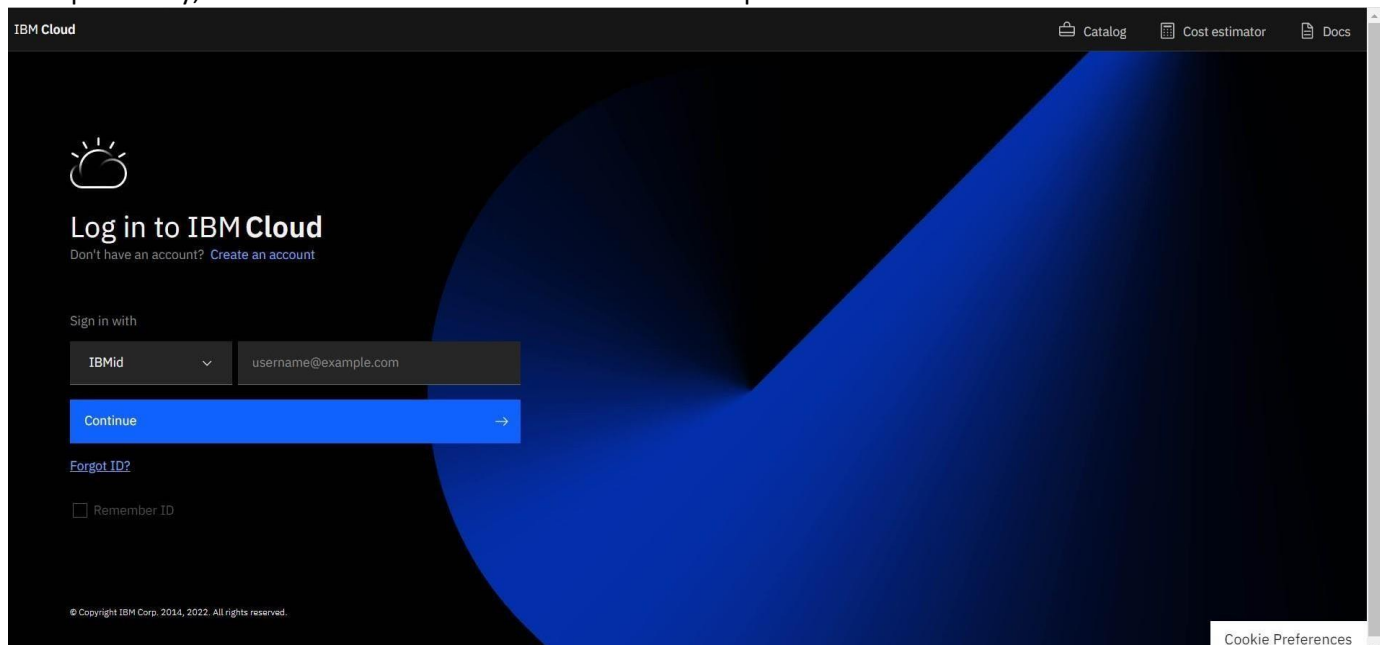 IBM Cloud
Catalog
Cost estimator
Docs
Log in to IBM Cloud
Don't have an account? Create an account
Sign in with
IBMid
username@example.com
Continue
Forgot ID?
Remember ID
© Copyright IBM Corp. 2014, 2022. All rights reserved.
Cookie Preferences